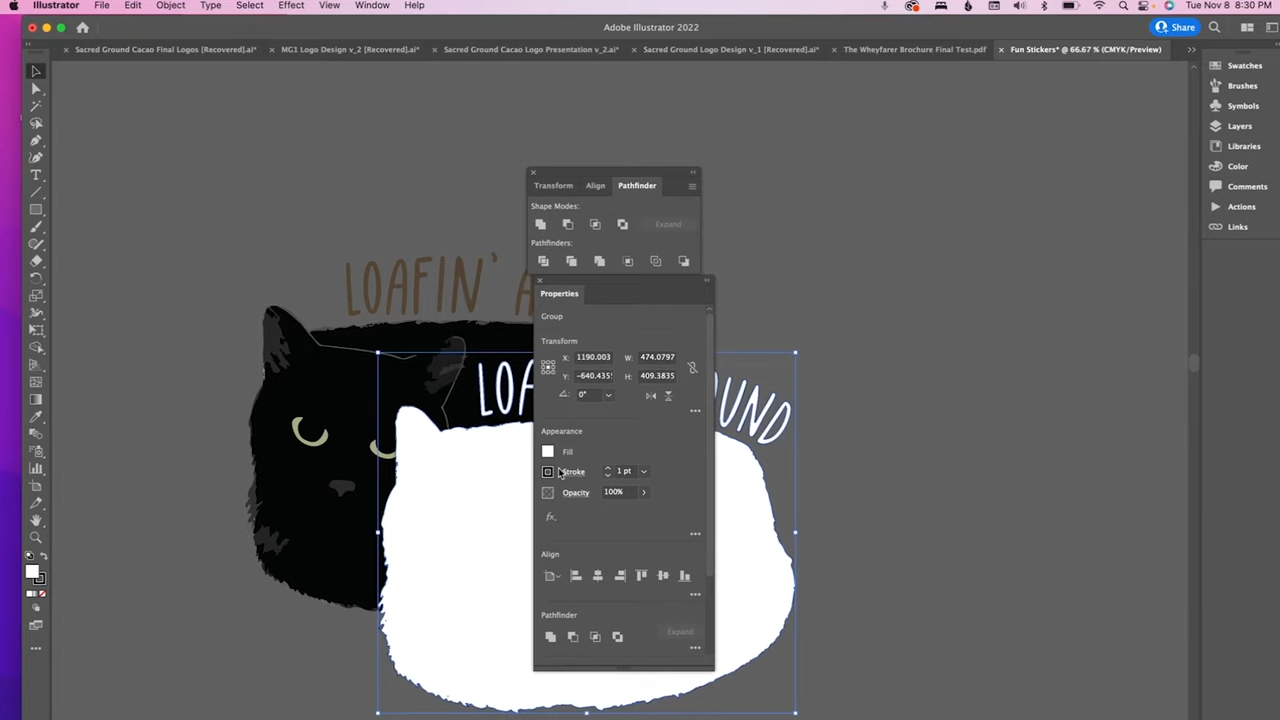 Illustrator File Edit Object Type Select Effect View Window Help Tue Nov 8 8:30 PM
Adobe Illustrator 2022
Share
× Sacred Ground Cacao Final Logos [Recovered].ai* × MG1 Logo Design v_2 [Recovered].ai* × Sacred Ground Cacao Logo Presentation v_2.ai* × Sacred Ground Logo Design v_1 [Recovered].ai* × The Wheyfarer Brochure Final Test.pdf × Fun Stickers* @ 66.67 % (CMYK/Preview)
Swatches
Brushes
Symbols
Layers
Libraries
Color
Comments
Actions
Links
Transform Align Pathfinder
Shape Modes:
Expand
Pathfinders:
LOAFIN' A
Properties
Group
Transform
X: 1190.003 W: 474.0797
Y: -640.435! H: 409.3835
0°
LOA
OUND
Appearance
Fill
Stroke 1 pt
Opacity 100%
fx.
Align
Pathfinder
Expand